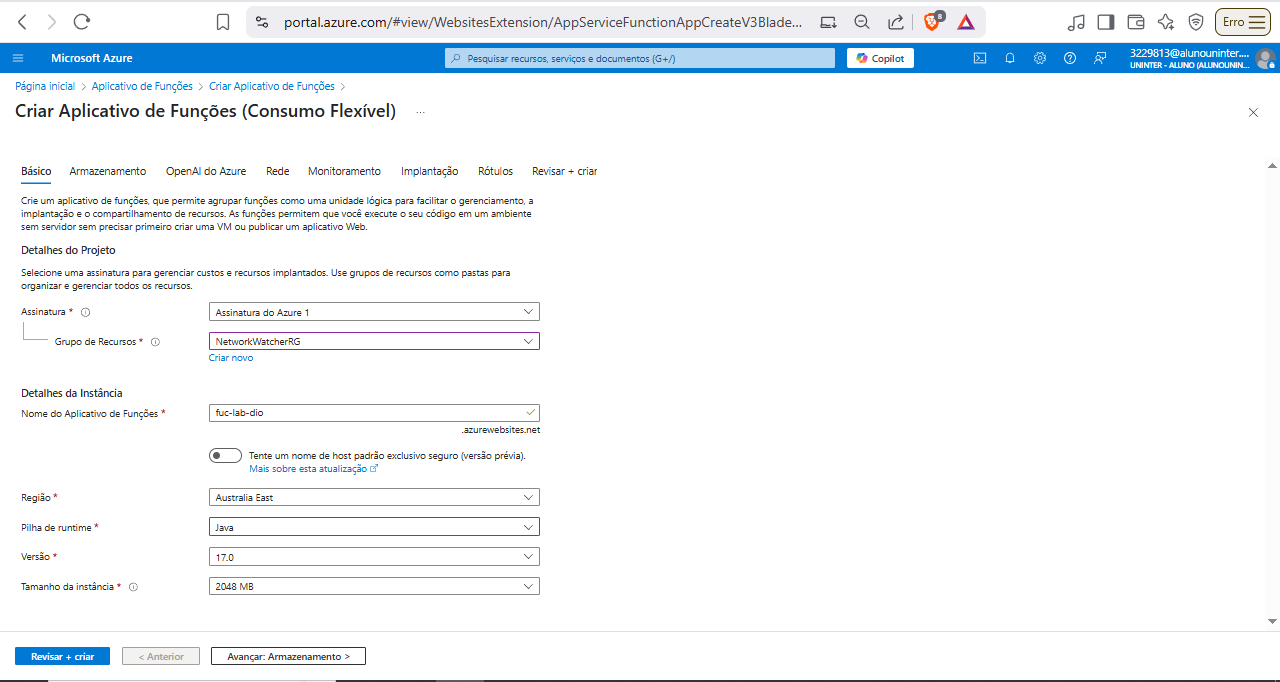 portal.azure.com/#view/WebsitesExtension/AppServiceFunctionAppCreateV3Blade...
8
Erro
Microsoft Azure
Pesquisar recursos, serviços e documentos (G+/)
Copilot
3229813@alunouninter....
UNINTER - ALUNO (ALUNOUNIN...
Página inicial > Aplicativo de Funções > Criar Aplicativo de Funções >
Criar Aplicativo de Funções (Consumo Flexível) ...
Básico Armazenamento OpenAI do Azure Rede Monitoramento Implantação Rótulos Revisar + criar
Crie um aplicativo de funções, que permite agrupar funções como uma unidade lógica para facilitar o gerenciamento, a
implantação e o compartilhamento de recursos. As funções permitem que você execute o seu código em um ambiente
sem servidor sem precisar primeiro criar uma VM ou publicar um aplicativo Web.
Detalhes do Projeto
Selecione uma assinatura para gerenciar custos e recursos implantados. Use grupos de recursos como pastas para
organizar e gerenciar todos os recursos.
Assinatura * Assinatura do Azure 1
Grupo de Recursos * NetworkWatcherRG
Criar novo
Detalhes da Instância
Nome do Aplicativo de Funções * fuc-lab-dio
.azurewebsites.net
Tente um nome de host padrão exclusivo seguro (versão prévia).
Mais sobre esta atualização
Região * Australia East
Pilha de runtime * Java
Versão * 17.0
Tamanho da instância * 2048 MB
Revisar + criar < Anterior Avançar: Armazenamento >